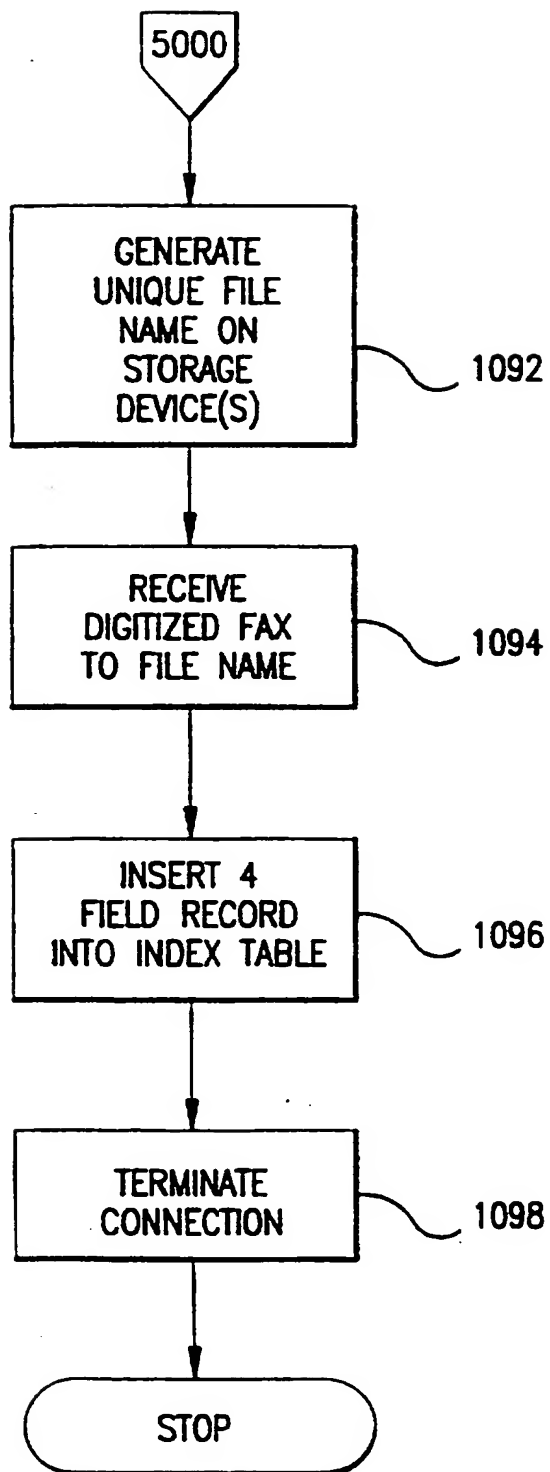 5000
GENERATE
UNIQUE FILE
NAME ON
STORAGE
DEVICE(S)
1092
RECEIVE
DIGITIZED FAX
TO FILE NAME
1094
INSERT 4
FIELD RECORD
INTO INDEX TABLE
1096
TERMINATE
CONNECTION
1098
STOP